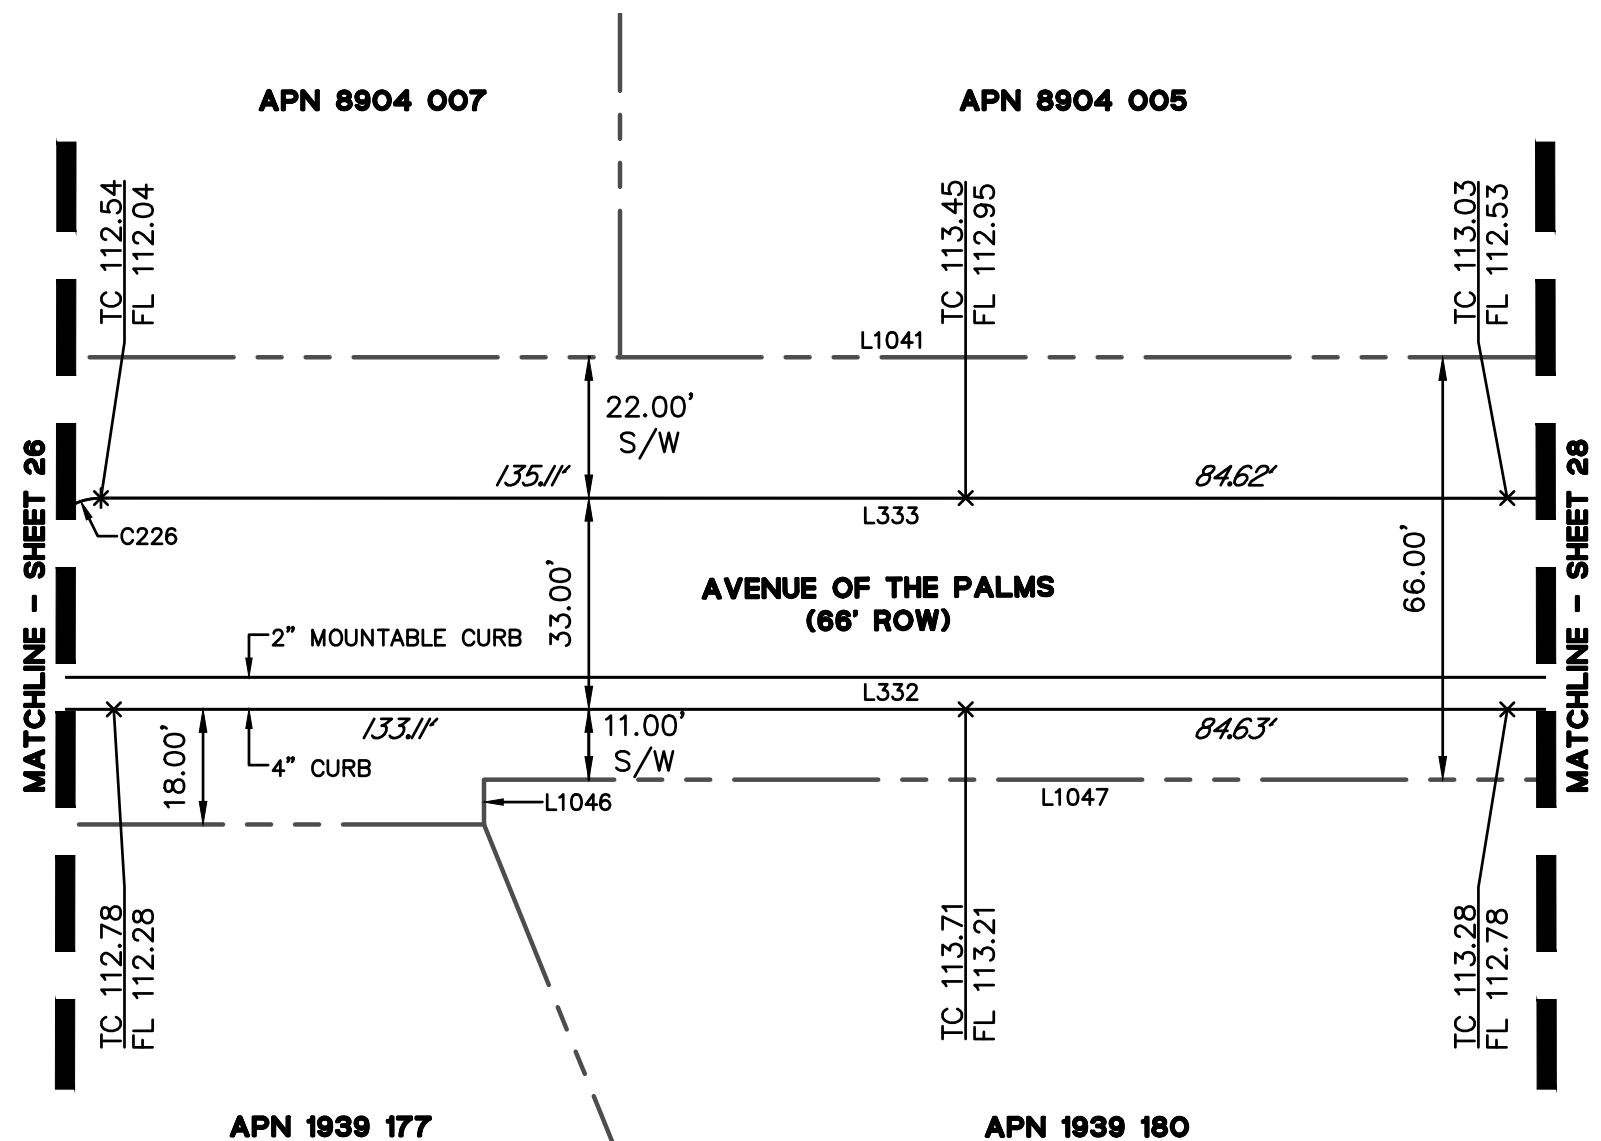 APN 8904 007
APN 8904 005
TC 112.54
FL 112.04
TC 113.45
FL 112.95
TC 113.03
FL 112.53
L1041
22.00'
S/W
135.11'
84.62'
L333
C226
MATCHLINE - SHEET 26
MATCHLINE - SHEET 28
33.00'
66.00'
AVENUE OF THE PALMS
(66' ROW)
2" MOUNTABLE CURB
L332
133.11'
11.00'
S/W
84.63'
18.00'
4" CURB
L1046
L1047
TC 112.78
FL 112.28
TC 113.71
FL 113.21
TC 113.28
FL 112.78
APN 1939 177
APN 1939 180